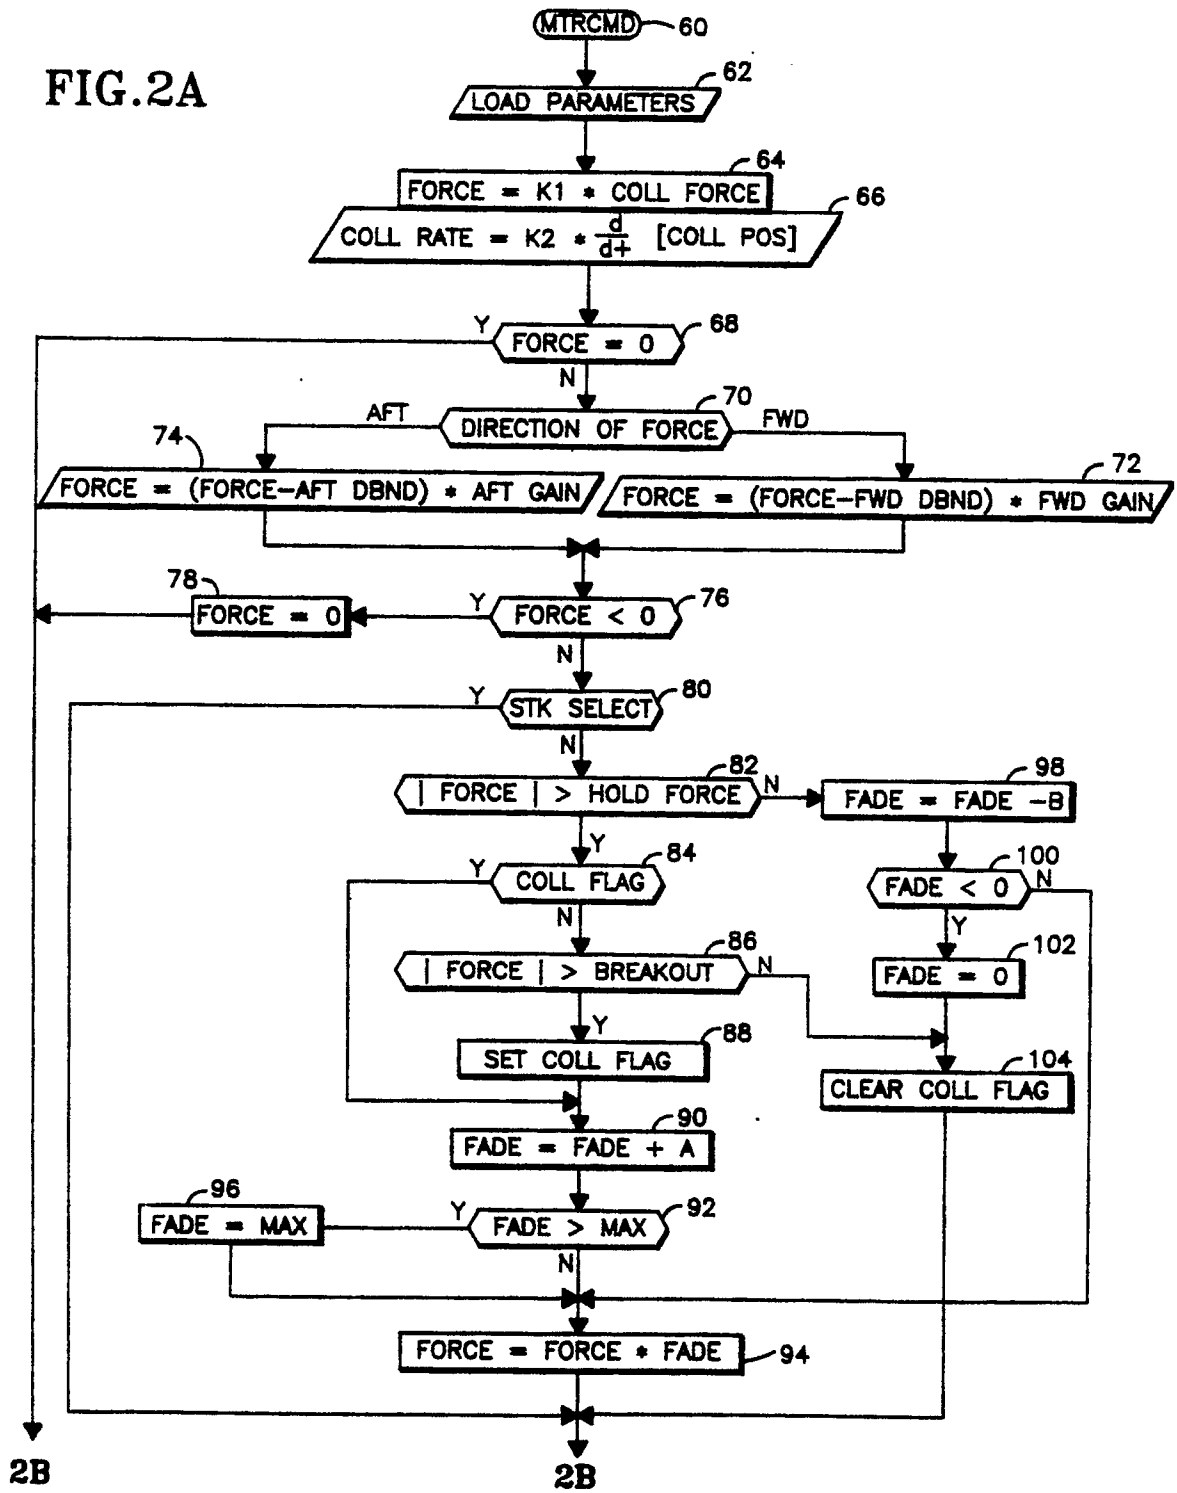 MTRCMD 60
FIG.2A
62
LOAD PARAMETERS
64
FORCE = K1 * COLL FORCE
66
COLL RATE = K2 * d/dt [COLL POS]
Y
68
FORCE = 0
N
70
AFT
DIRECTION OF FORCE
FWD
74
72
FORCE = (FORCE-AFT DBND) * AFT GAIN
FORCE = (FORCE-FWD DBND) * FWD GAIN
78
FORCE = 0
Y
FORCE < 0
76
N
Y
STK SELECT
80
N
82
| FORCE | > HOLD FORCE
N
98
FADE = FADE -B
Y
84
Y
COLL FLAG
100
FADE < 0
N
N
Y
86
| FORCE | > BREAKOUT
N
102
FADE = 0
Y
88
SET COLL FLAG
104
CLEAR COLL FLAG
90
FADE = FADE + A
96
FADE = MAX
Y
FADE > MAX
92
N
FORCE = FORCE * FADE
94
2B
2B